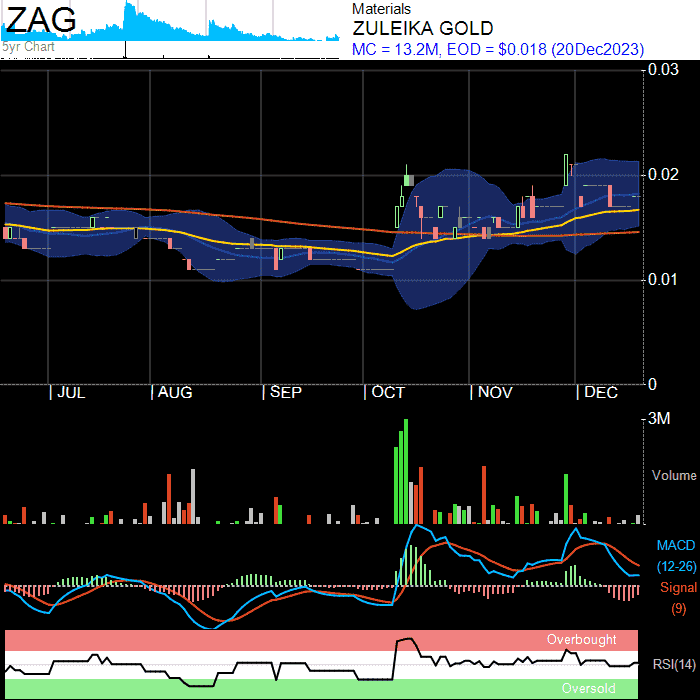 ZAG
5yr Chart
Materials
ZULEIKA GOLD
MC = 13.2M, EOD = $0.018 (20Dec2023)
0.03
0.02
0.01
0
| JUL | AUG | SEP | OCT | NOV | DEC
3M
Volume
MACD
(12-26)
Signal
(9)
Overbought
RSI(14)
Oversold